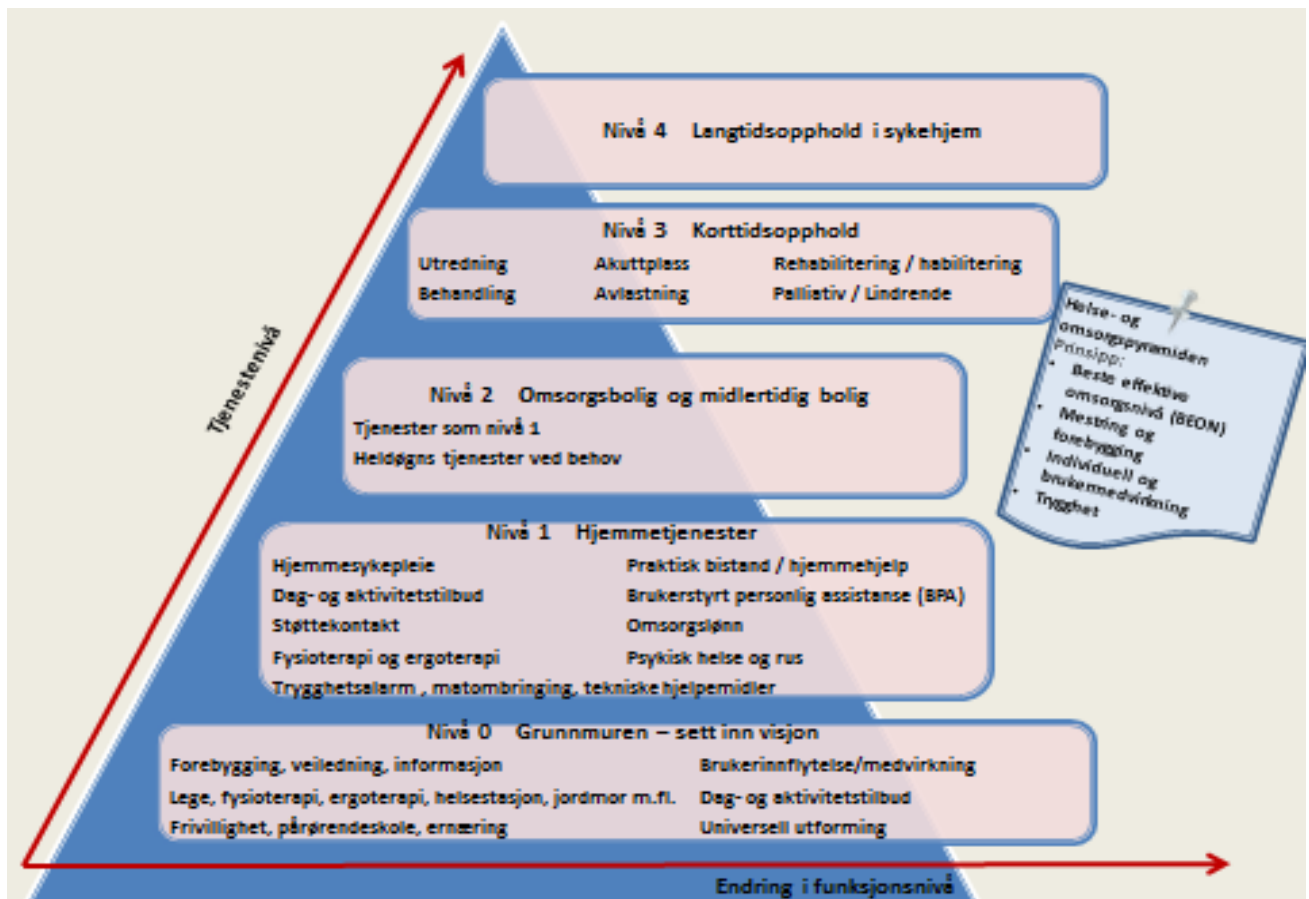 Nivå 4 Langtidsopphold i sykehjem
Nivå 3 Korttidsopphold
Utredning Akuttplass Rehabilitering / habilitering
Behandling Avlastning Palliativ / Lindrende
Helse- og
omsorgspyramiden
Prinsipp:
• Beste effektive
omsorgsnivå (BEON)
• Mestring og
forebygging
• Individuell og
brukermedvirkning
• Trygghet
Tjenestenivå
Nivå 2 Omsorgsbolig og midlertidig bolig
Tjenester som nivå 1
Heldøgns tjenester ved behov
Nivå 1 Hjemmetjenester
Hjemmesykepleie Praktisk bistand / hjemmehjelp
Dag- og aktivitetstilbud Brukerstyrt personlig assistanse (BPA)
Støttekontakt Omsorgslønn
Fysioterapi og ergoterapi Psykisk helse og rus
Trygghetsalarm , matombringing, tekniske hjelpemidler
Nivå 0 Grunnmuren – sett inn visjon
Forebygging, veiledning, informasjon Brukerinnflytelse/medvirkning
Lege, fysioterapi, ergoterapi, helsestasjon, jordmor m.fl. Dag- og aktivitetstilbud
Frivillighet, pårørendeskole, ernæring Universell utforming
Endring i funksjonsnivå